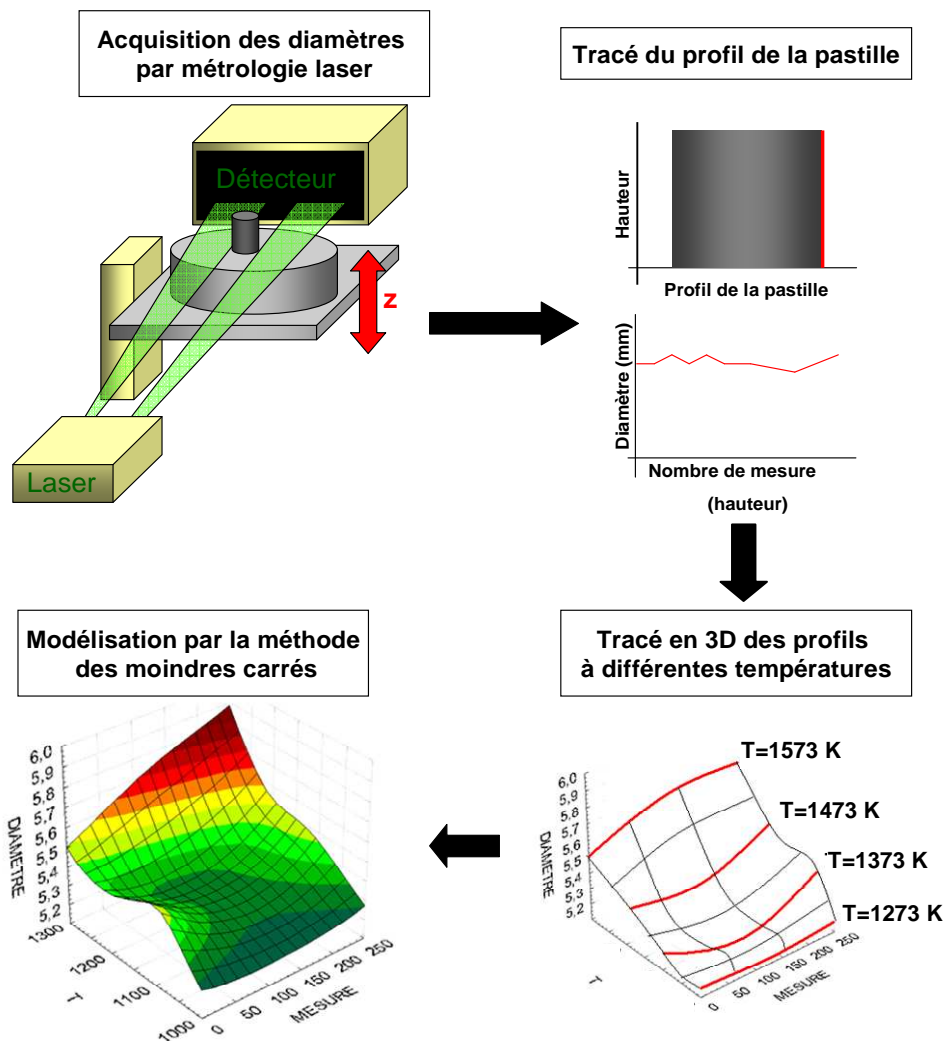 Acquisition des diamètres
par métrologie laser
Tracé du profil de la pastille
Détecteur
z
Laser
Hauteur
Profil de la pastille
Diamètre (mm)
Nombre de mesure
(hauteur)
Modélisation par la méthode
des moindres carrés
Tracé en 3D des profils
à différentes températures
6,0
5,9
5,8
5,7
5,6
5,5
5,4
5,3
5,2
DIAMETRE
1300
1200
1100
1000
T
0
50
100
150
200
250
MESURE
T=1573 K
T=1473 K
T=1373 K
T=1273 K
6,0
5,9
5,8
5,7
5,6
5,5
5,4
5,3
5,2
DIAMETRE
T
0
50
100
150
200
250
MESURE